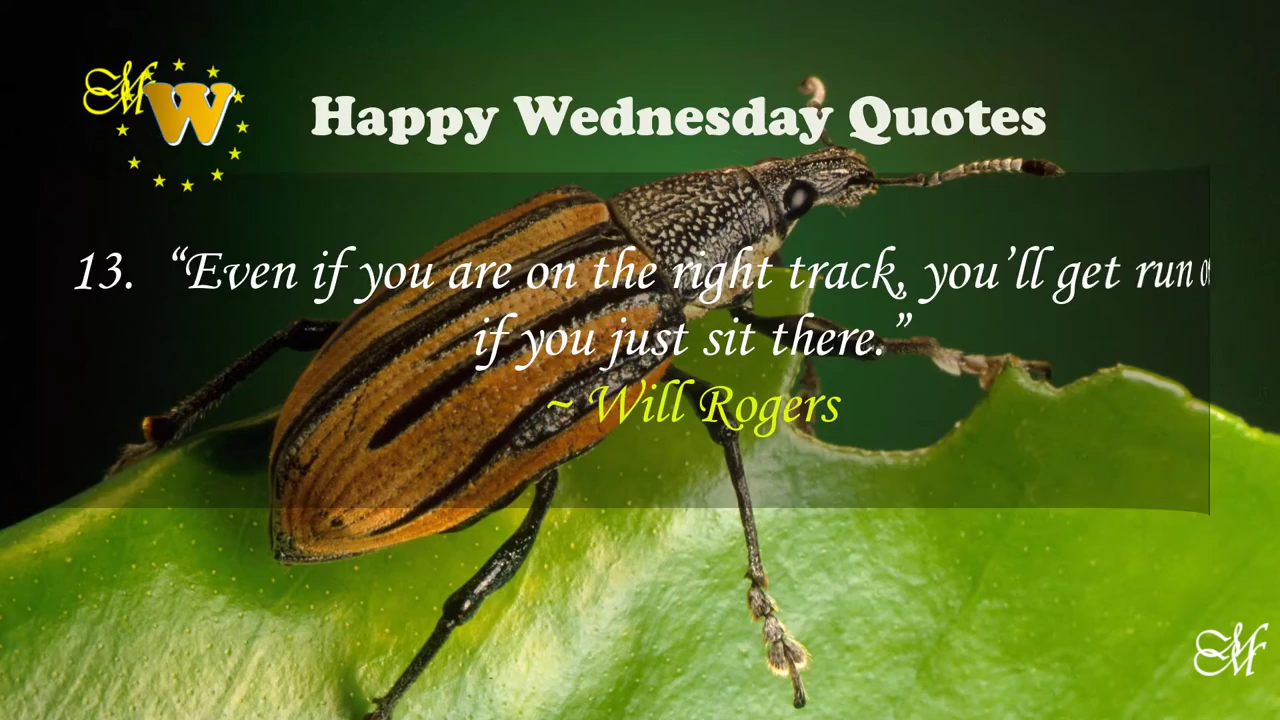 M W
Happy Wednesday Quotes
13. “Even if you are on the right track, you’ll get run
if you just sit there.”
~ Will Rogers
M